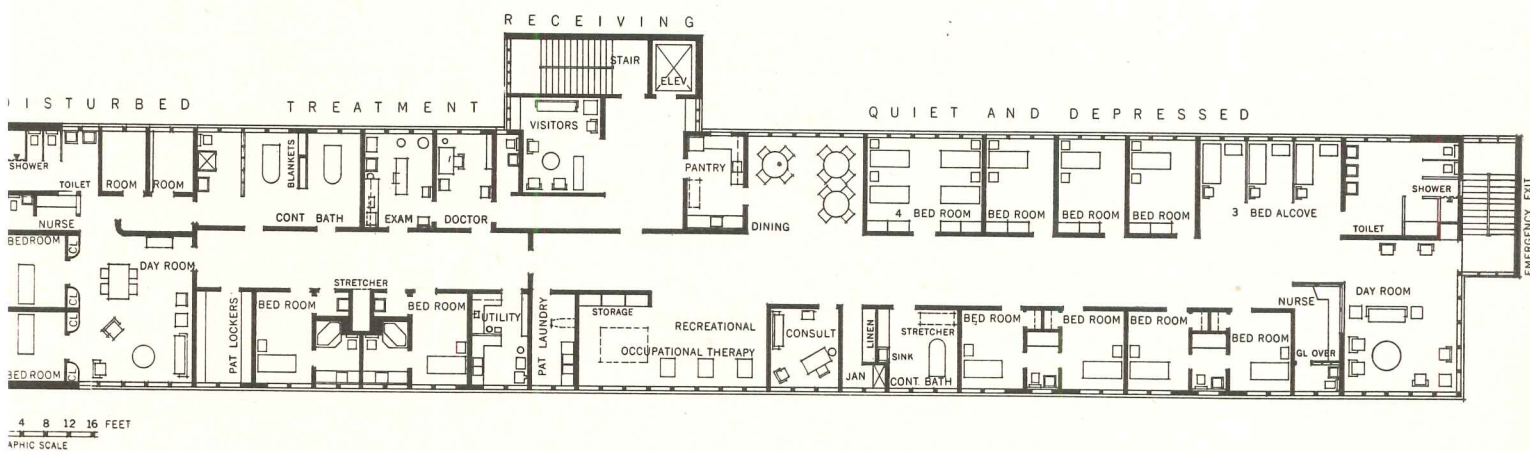 RECEIVING
STAIR
ELEV.
DISTURBED
TREATMENT
QUIET AND DEPRESSED
VISITORS
SHOWER
TOILET
ROOM
ROOM
BLANKETS
CONT. BATH
EXAM
DOCTOR
PANTRY
DINING
4 BED ROOM
BED ROOM
BED ROOM
BED ROOM
3 BED ALCOVE
TOILET
SHOWER
EMERGENCY EXIT
NURSE
BEDROOM
CL
CL
CL
CL
BEDROOM
DAY ROOM
PAT LOCKERS
STRETCHER
BED ROOM
BED ROOM
UTILITY
PAT LAUNDRY
STORAGE
RECREATIONAL
OCCUPATIONAL THERAPY
CONSULT
LINEN
JAN
SINK
STRETCHER
CONT. BATH
BED ROOM
BED ROOM
BED ROOM
BED ROOM
NURSE
GL OVER
DAY ROOM
4 8 12 16 FEET
APHIC SCALE